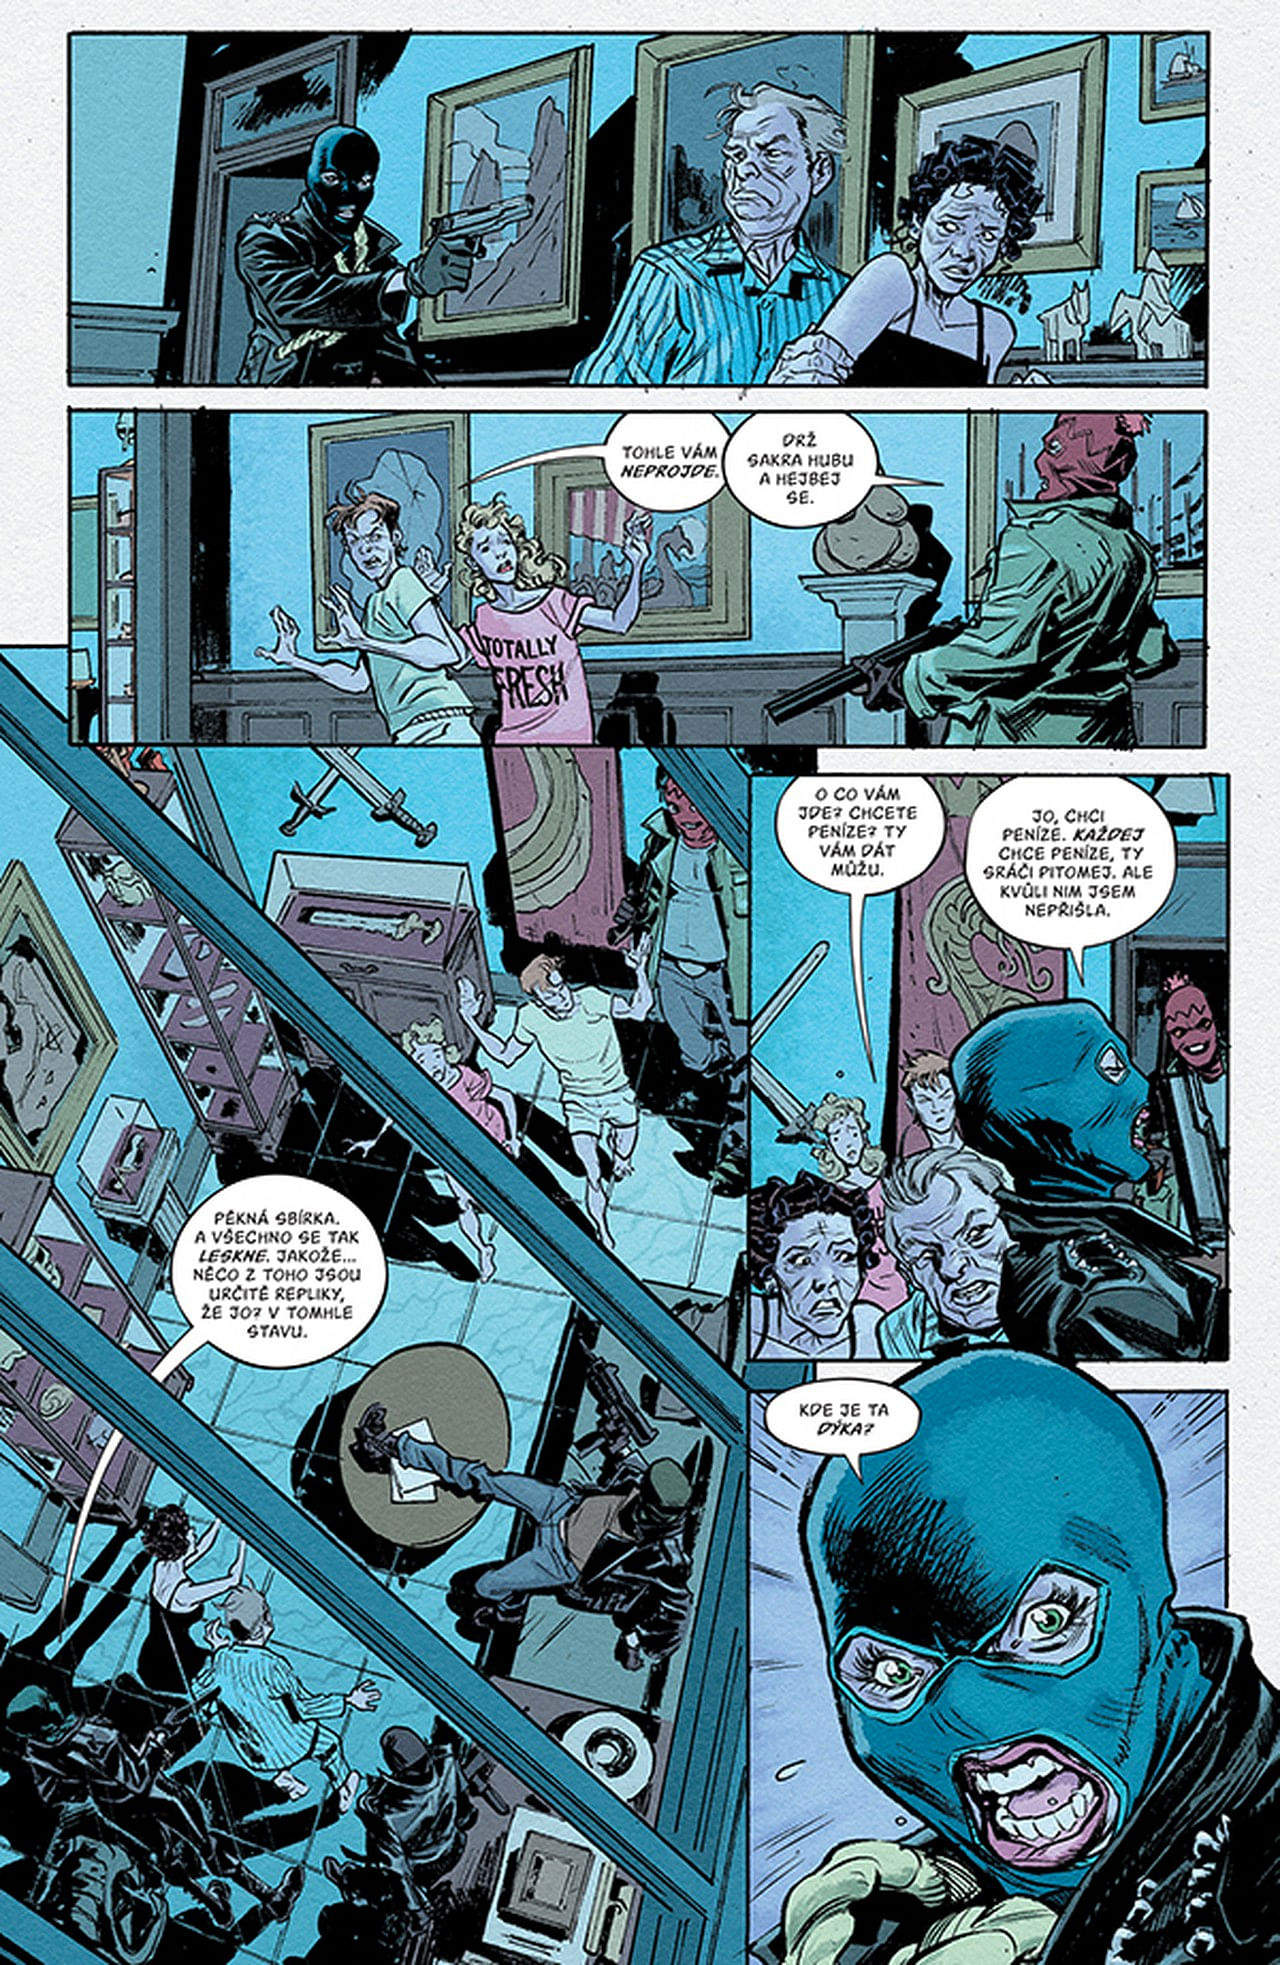 TOHLE VÁM
NEPROJDE.
DRŽ
SAKRA HUBU
A HEJBEJ
SE.
TOTALLY
FRESH
PĚKNÁ SBÍRKA.
A VŠECHNO SE TAK
LESKNE. JAKOŽE...
NĚCO Z TOHO JSOU
URČITĚ REPLIKY,
ŽE JO? V TOMHLE
STAVU.
O CO VÁM
JDE? CHCETE
PENÍZE? TY
VÁM DÁT
MŮŽU.
JO, CHCI
PENÍZE. KAŽDEJ
CHCE PENÍZE, TY
SRÁČI PITOMEJ. ALE
KVŮLI NIM JSEM
NEPŘIŠLA.
KDE JE TA
DÝKA?